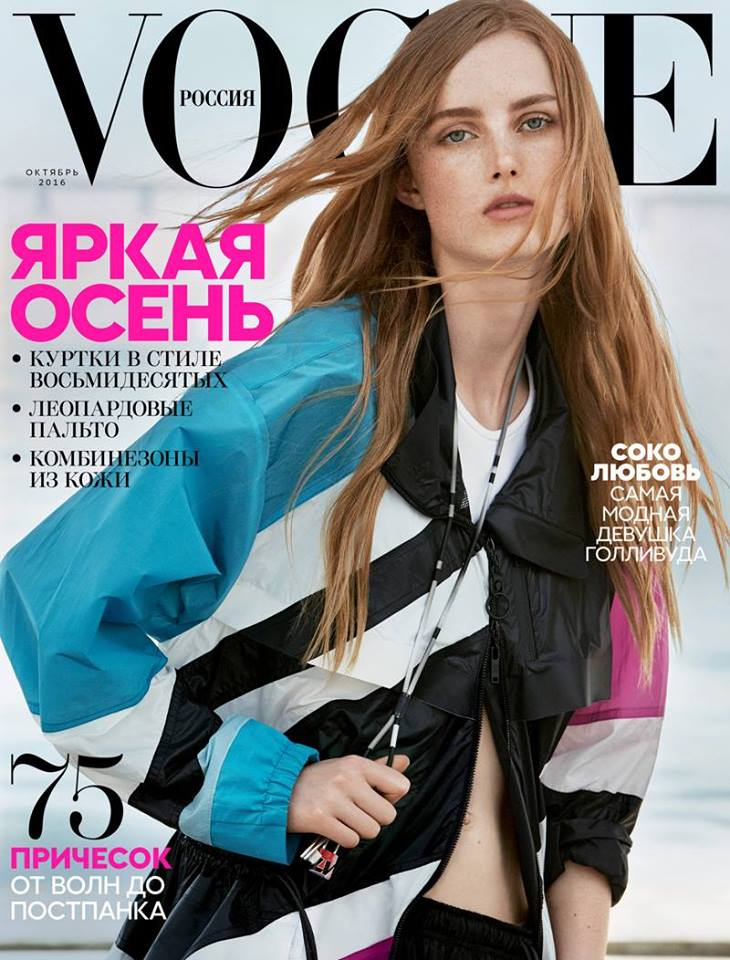 VOGUE
РОССИЯ
ОКТЯБРЬ
2016
ЯРКАЯ
ОСЕНЬ
• КУРТКИ В СТИЛЕ
ВОСЬМИДЕСЯТЫХ
• ЛЕОПАРДОВЫЕ
ПАЛЬТО
• КОМБИНЕЗОНЫ
ИЗ КОЖИ
СОКО
ЛЮБОВЬ
САМАЯ
МОДНАЯ
ДЕВУШКА
ГОЛЛИВУДА
75
ПРИЧЕСОК
ОТ ВОЛН ДО
ПОСТПАНКА